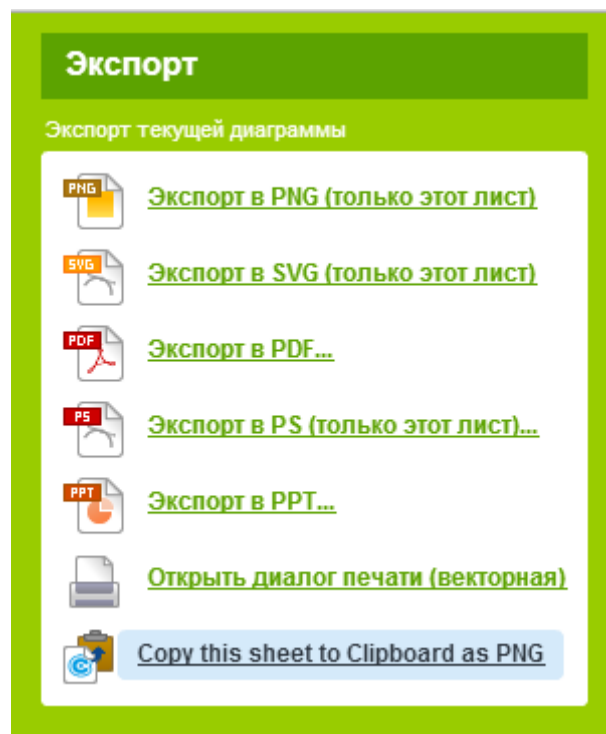 Экспорт
Экспорт текущей диаграммы
PNG
Экспорт в PNG (только этот лист)
SVG
Экспорт в SVG (только этот лист)
PDF
Экспорт в PDF...
PS
Экспорт в PS (только этот лист)...
PPT
Экспорт в PPT...
Открыть диалог печати (векторная)
Copy this sheet to Clipboard as PNG